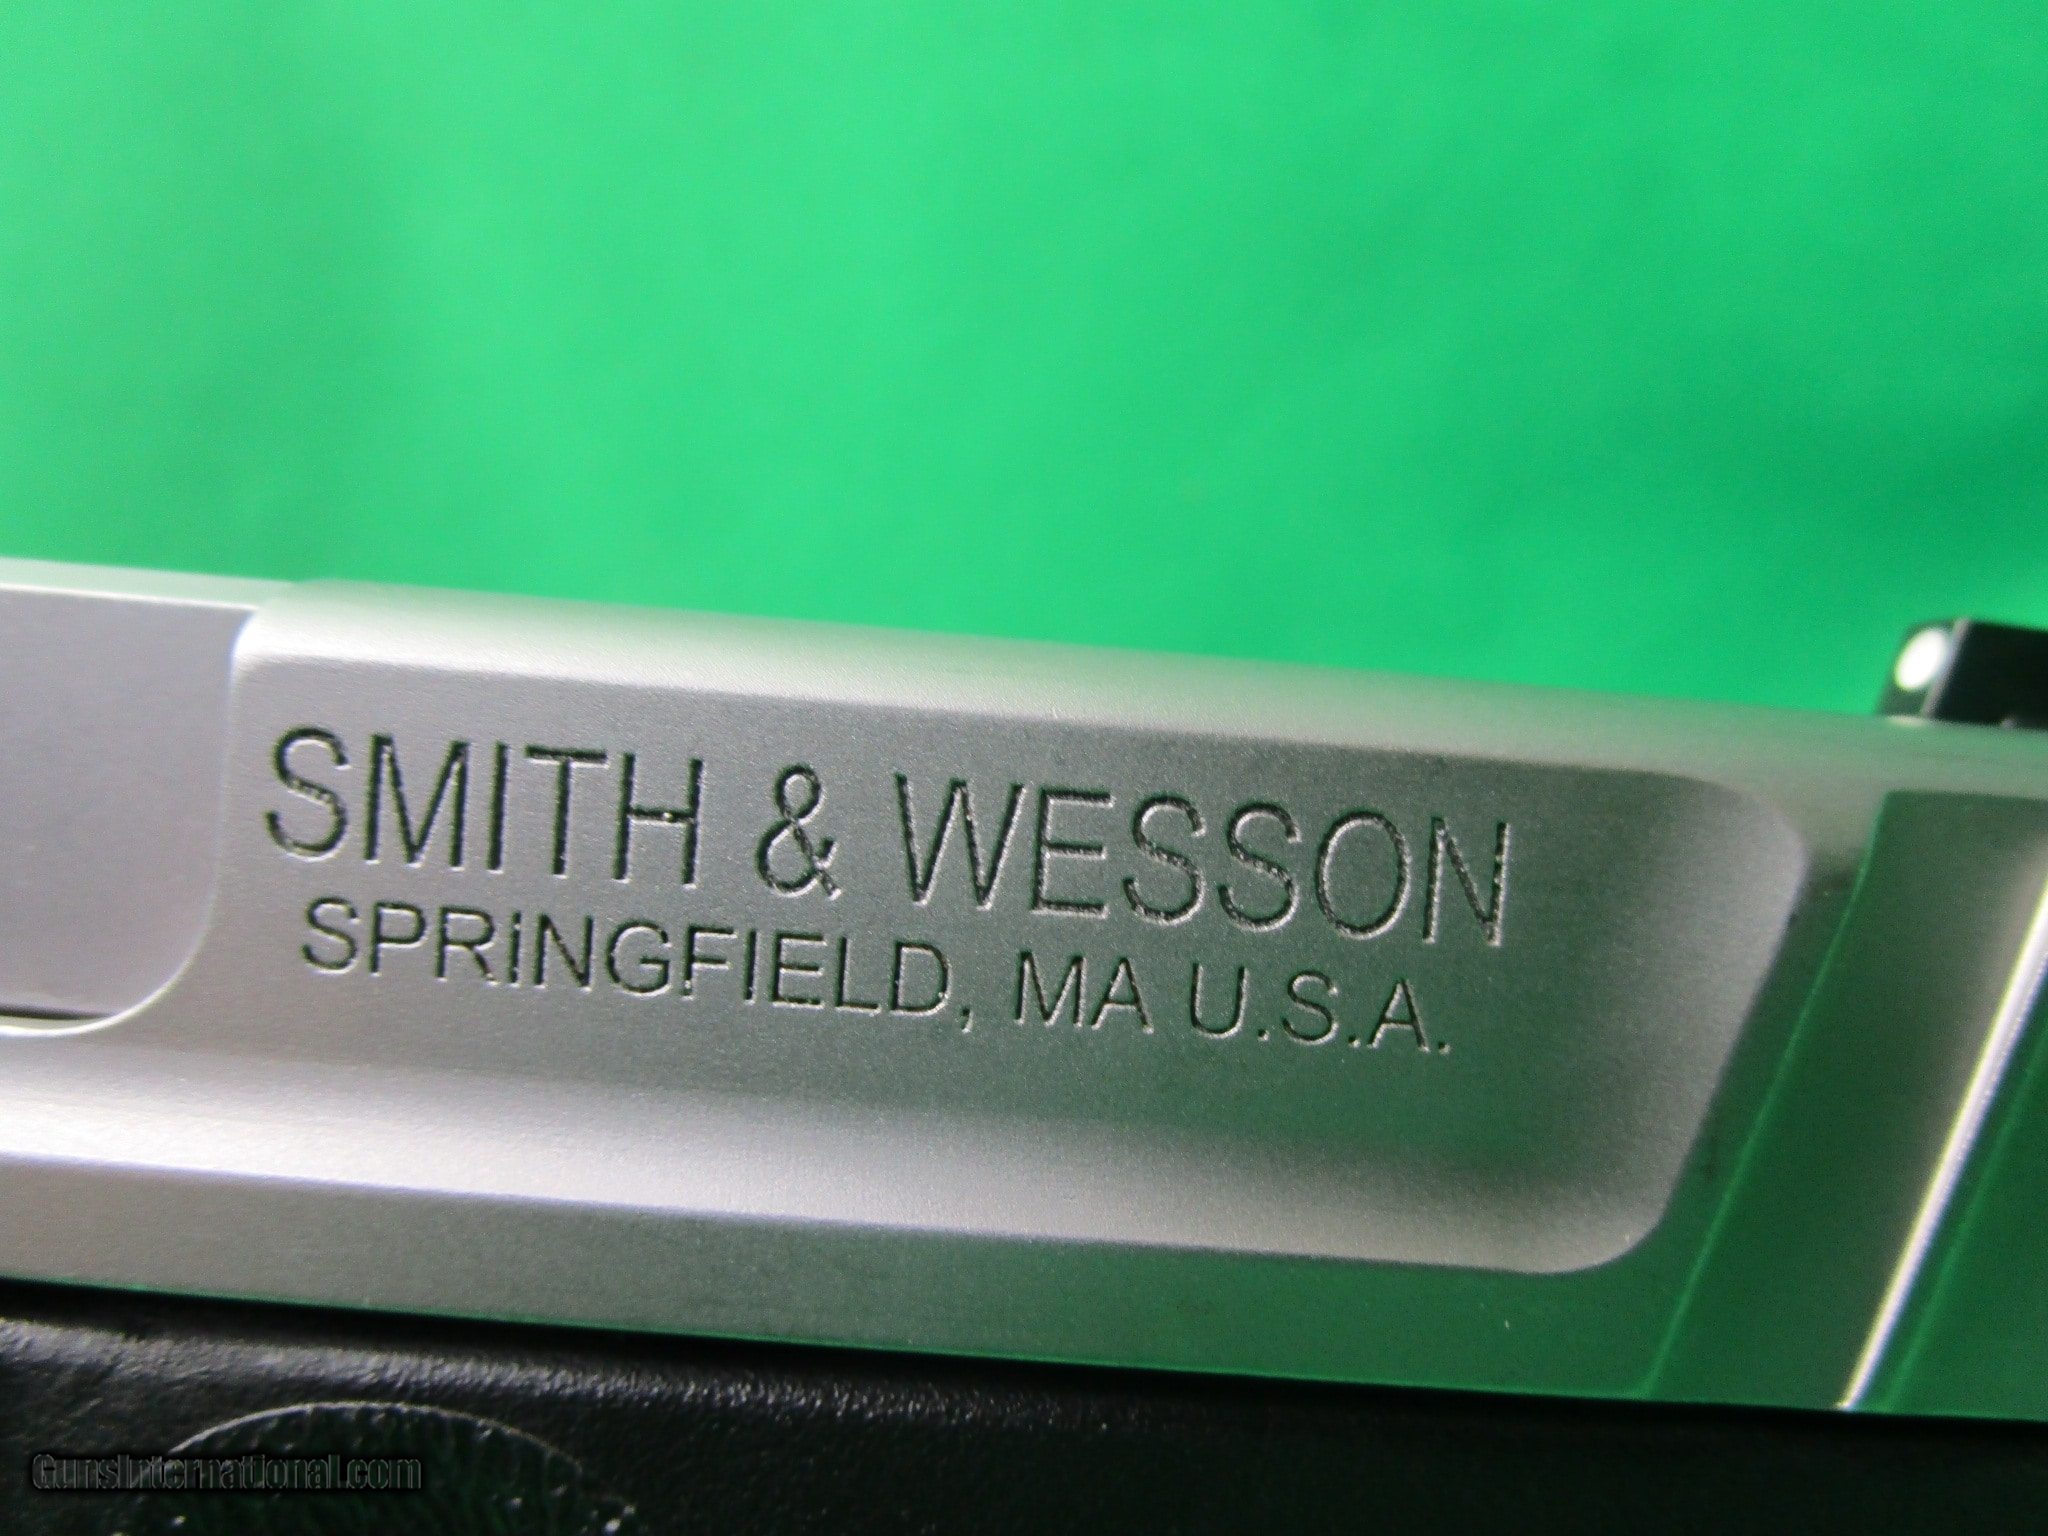 SMITH & WESSON
SPRINGFIELD, MA U.S.A.
GunsInternational.com